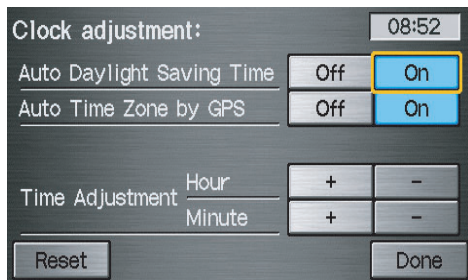 Clock adjustment: 08:52
Auto Daylight Saving Time Off On
Auto Time Zone by GPS Off On
Hour + -
Time Adjustment
Minute + -
Reset Done